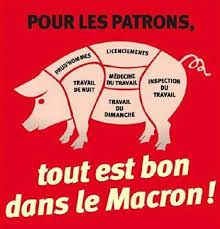 POUR LES PATRONS,
PRUD'HOMMES
LICENCIEMENTS
TRAVAIL
DE NUIT
MÉDECINE
DU TRAVAIL
INSPECTION
DU
TRAVAIL
TRAVAIL
DU
DIMANCHE
tout est bon
dans le Macron !